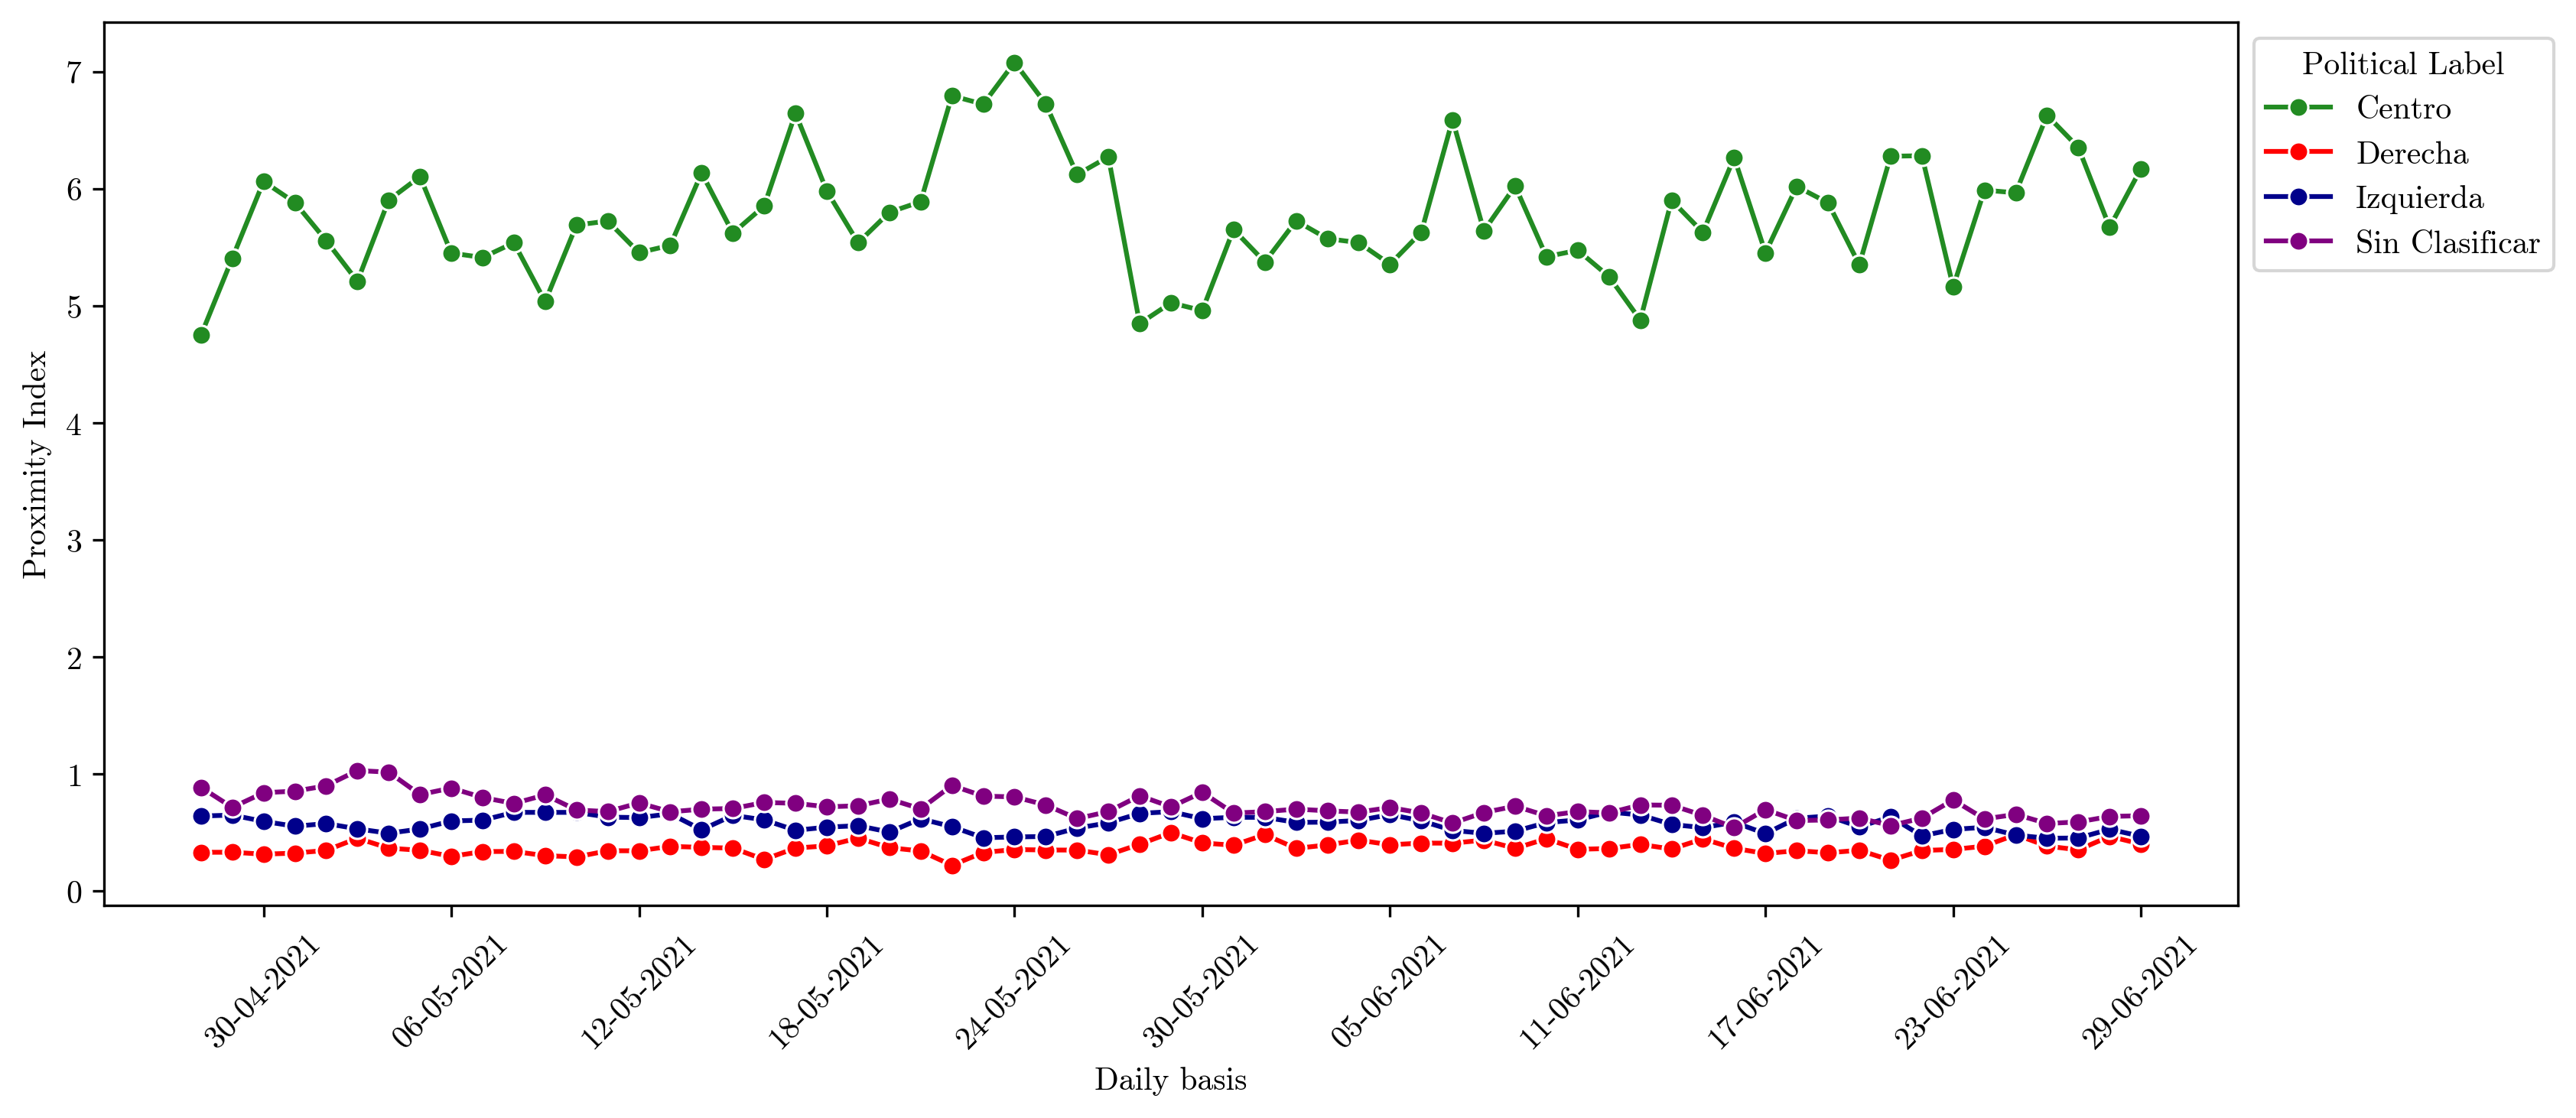 Proximity Index
7
6
5
4
3
2
1
0
30-04-2021
06-05-2021
12-05-2021
18-05-2021
24-05-2021
30-05-2021
05-06-2021
11-06-2021
17-06-2021
23-06-2021
29-06-2021
Daily basis
Political Label
Centro
Derecha
Izquierda
Sin Clasificar